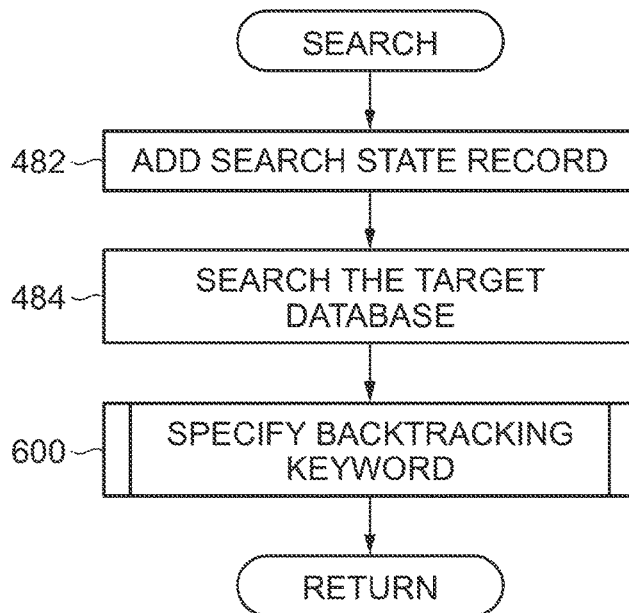 SEARCH
482 ADD SEARCH STATE RECORD
484 SEARCH THE TARGET
DATABASE
600 SPECIFY BACKTRACKING
KEYWORD
RETURN